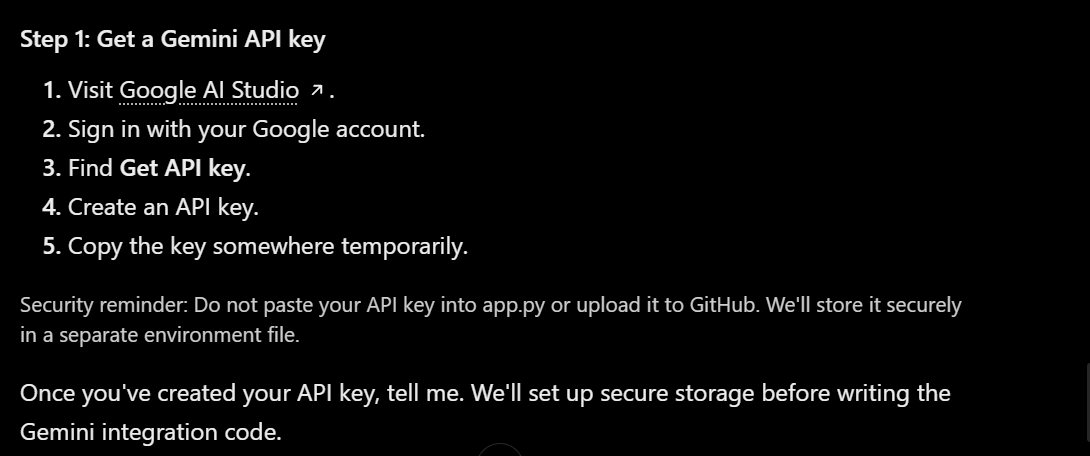 Step 1: Get a Gemini API key
1. Visit Google AI Studio ↗ .
2. Sign in with your Google account.
3. Find Get API key.
4. Create an API key.
5. Copy the key somewhere temporarily.
Security reminder: Do not paste your API key into app.py or upload it to GitHub. We'll store it securely
in a separate environment file.
Once you've created your API key, tell me. We'll set up secure storage before writing the
Gemini integration code.